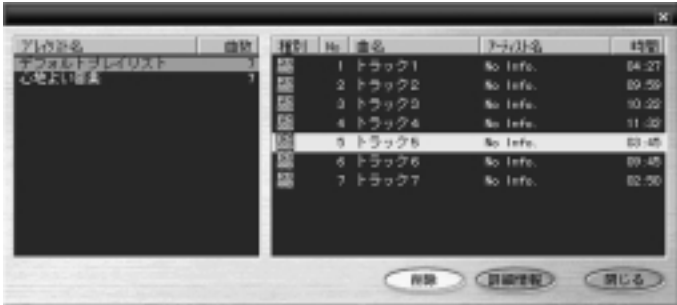 プレイリスト名 曲数
デフォルトプレイリスト 7
心地よい音楽 7
種別 No 曲名 アーティスト名 時間
1 トラック1 No Info. 04:27
2 トラック2 No Info. 09:59
3 トラック3 No Info. 10:22
4 トラック4 No Info. 11:32
5 トラック5 No Info. 03:45
6 トラック6 No Info. 09:45
7 トラック7 No Info. 02:50
削除 詳細情報 閉じる